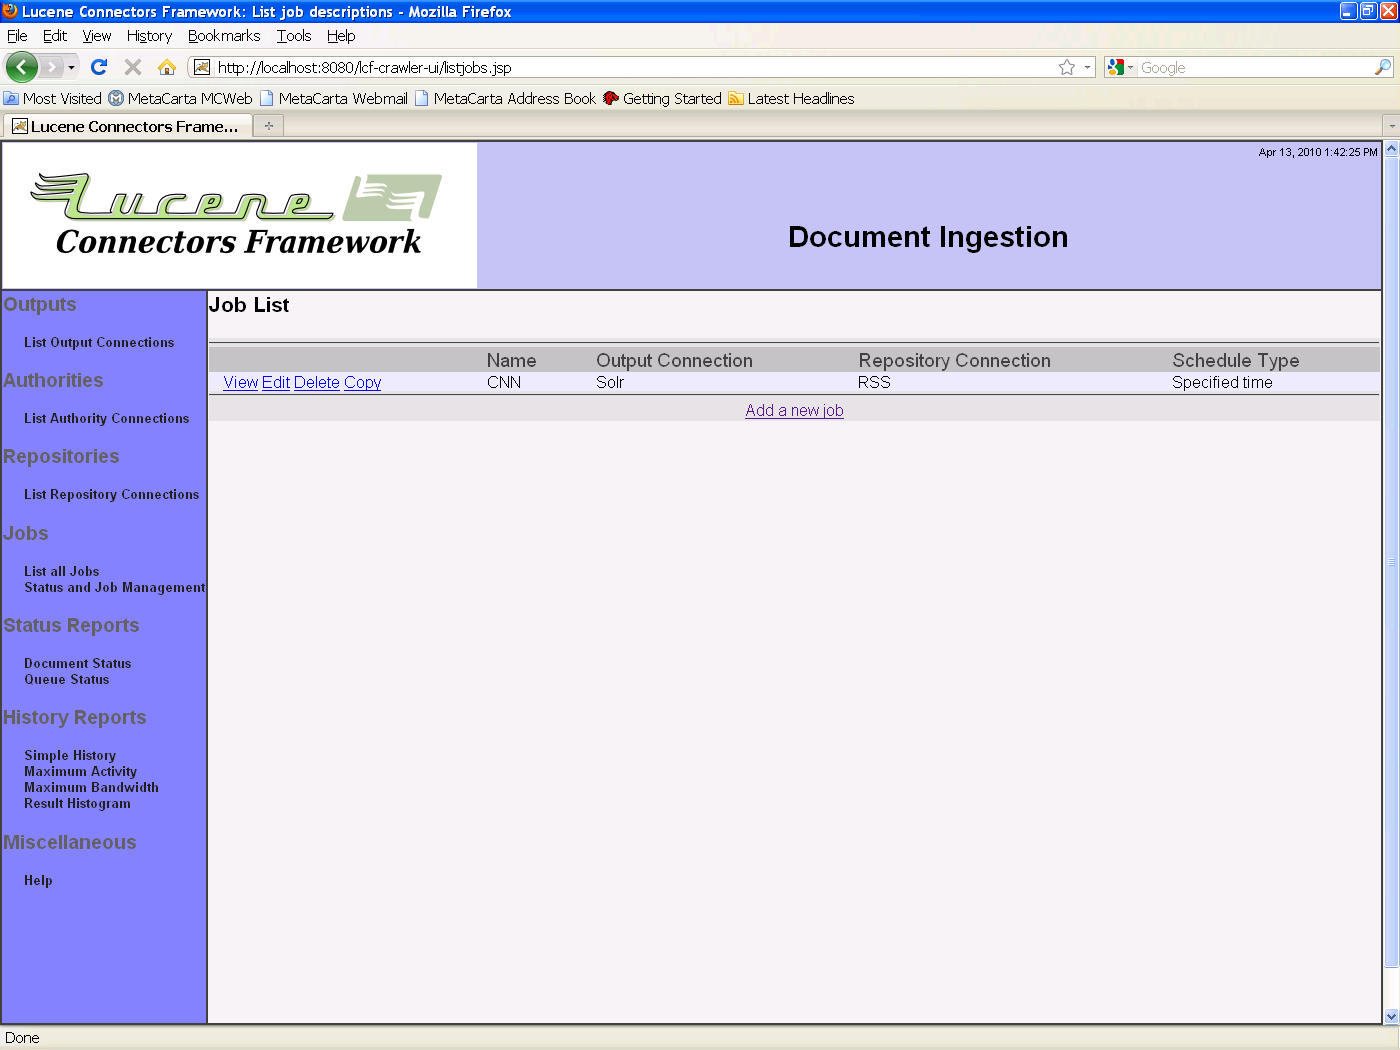 Lucene Connectors Framework: List job descriptions - Mozilla Firefox
File Edit View History Bookmarks Tools Help
http://localhost:8080/lcf-crawler-ui/listjobs.jsp Google
Most Visited MetaCarta MCWeb MetaCarta Webmail MetaCarta Address Book Getting Started Latest Headlines
Lucene Connectors Frame...
Apr 13, 2010 1:42:25 PM
Lucene
Connectors Framework
Document Ingestion
Outputs
List Output Connections
Authorities
List Authority Connections
Repositories
List Repository Connections
Jobs
List all Jobs
Status and Job Management
Status Reports
Document Status
Queue Status
History Reports
Simple History
Maximum Activity
Maximum Bandwidth
Result Histogram
Miscellaneous
Help
Job List
Name Output Connection Repository Connection Schedule Type
View Edit Delete Copy CNN Solr RSS Specified time
Add a new job
Done